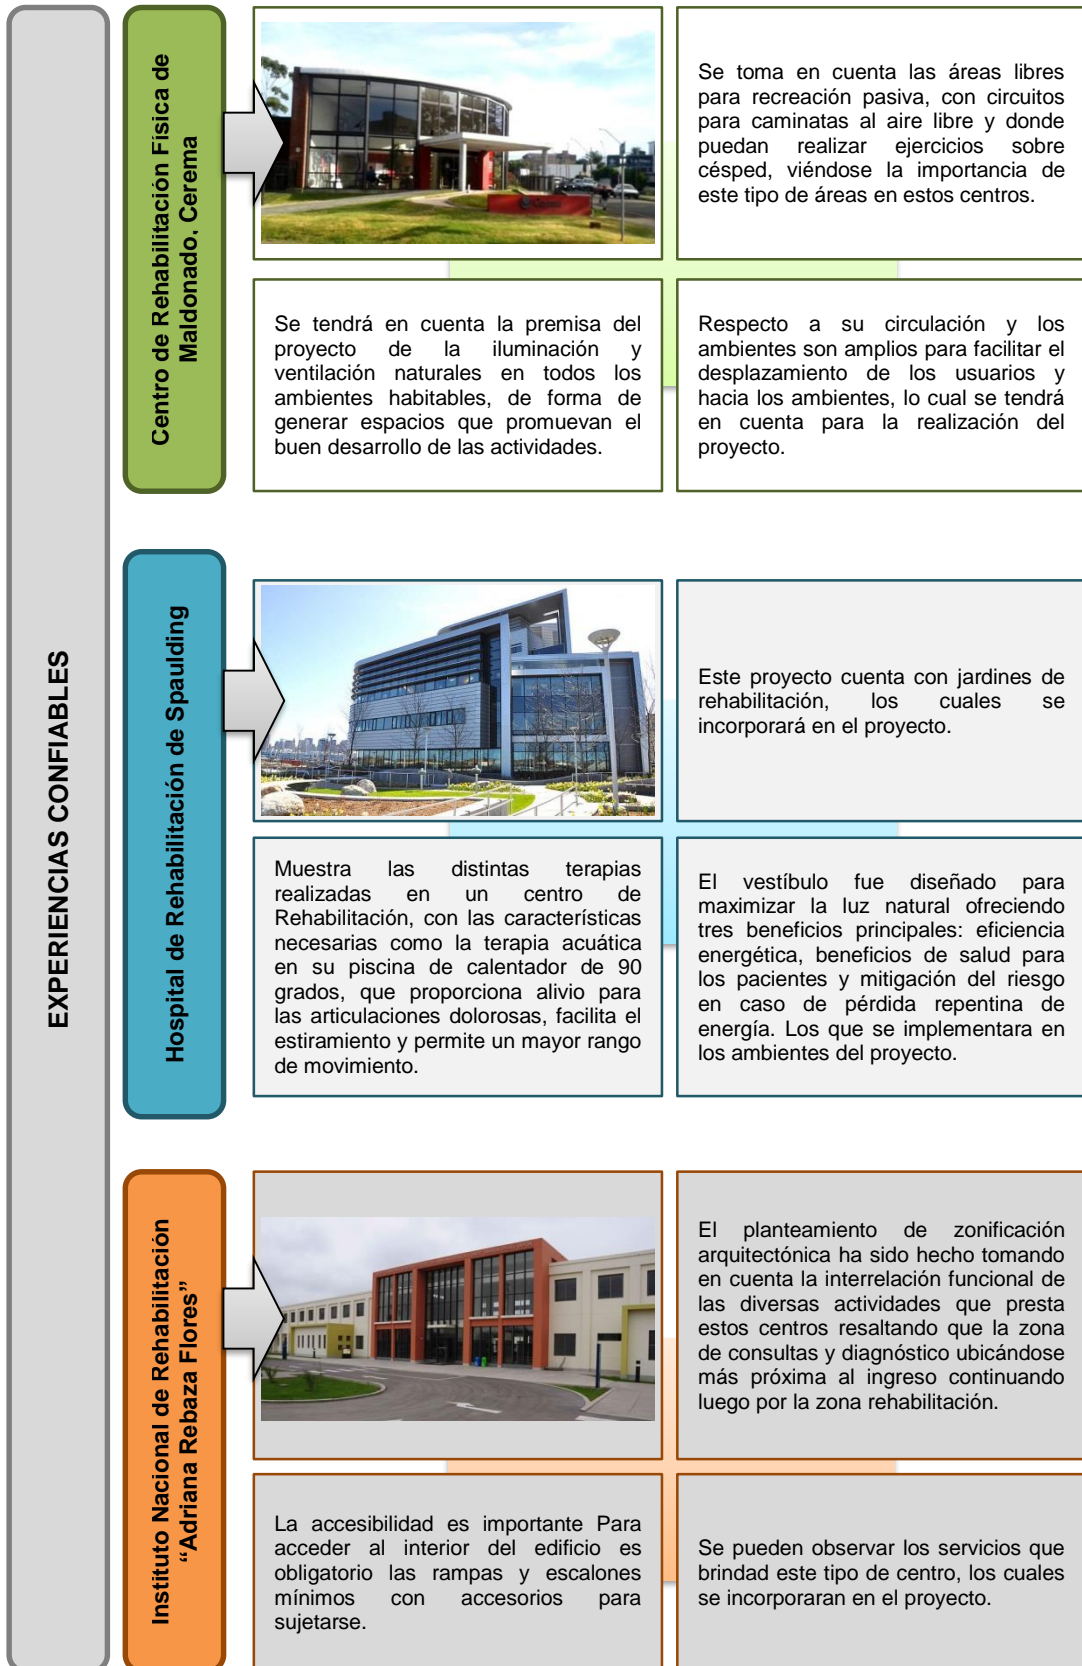 EXPERIENCIAS CONFIABLES
Centro de Rehabilitación Física de
Maldonado. Cerema
Se toma en cuenta las áreas libres
para recreación pasiva, con circuitos
para caminatas al aire libre y donde
puedan realizar ejercicios sobre
césped, viéndose la importancia de
este tipo de áreas en estos centros.
Se tendrá en cuenta la premisa del
proyecto de la iluminación y
ventilación naturales en todos los
ambientes habitables, de forma de
generar espacios que promuevan el
buen desarrollo de las actividades.
Respecto a su circulación y los
ambientes son amplios para facilitar el
desplazamiento de los usuarios y
hacia los ambientes, lo cual se tendrá
en cuenta para la realización del
proyecto.
Hospital de Rehabilitación de Spaulding
Este proyecto cuenta con jardines de
rehabilitación, los cuales se
incorporará en el proyecto.
Muestra las distintas terapias
realizadas en un centro de
Rehabilitación, con las características
necesarias como la terapia acuática
en su piscina de calentador de 90
grados, que proporciona alivio para
las articulaciones dolorosas, facilita el
estiramiento y permite un mayor rango
de movimiento.
El vestíbulo fue diseñado para
maximizar la luz natural ofreciendo
tres beneficios principales: eficiencia
energética, beneficios de salud para
los pacientes y mitigación del riesgo
en caso de pérdida repentina de
energía. Los que se implementara en
los ambientes del proyecto.
Instituto Nacional de Rehabilitación
“Adriana Rebaza Flores”
El planteamiento de zonificación
arquitectónica ha sido hecho tomando
en cuenta la interrelación funcional de
las diversas actividades que presta
estos centros resaltando que la zona
de consultas y diagnóstico ubicándose
más próxima al ingreso continuando
luego por la zona rehabilitación.
La accesibilidad es importante Para
acceder al interior del edificio es
obligatorio las rampas y escalones
mínimos con accesorios para
sujetarse.
Se pueden observar los servicios que
brindad este tipo de centro, los cuales
se incorporaran en el proyecto.